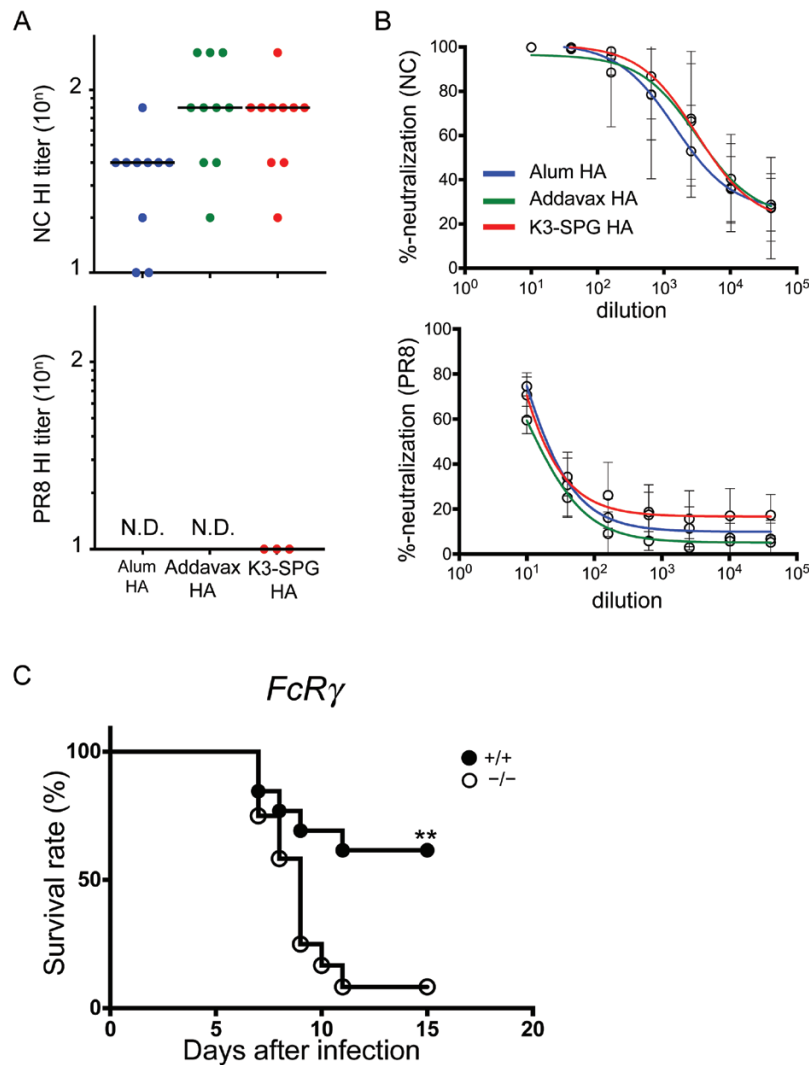 A
NC HI titer (10ⁿ)
2
1
PR8 HI titer (10ⁿ)
2
1
N.D.
N.D.
Alum HA
Addavax HA
K3-SPG HA
B
%-neutralization (NC)
100
80
60
40
20
0
Alum HA
Addavax HA
K3-SPG HA
10⁰ 10¹ 10² 10³ 10⁴ 10⁵
dilution
%-neutralization (PR8)
100
80
60
40
20
0
10⁰ 10¹ 10² 10³ 10⁴ 10⁵
dilution
C
FcRγ
Survival rate (%)
100
50
0
+/+
−/−
**
0 5 10 15 20
Days after infection